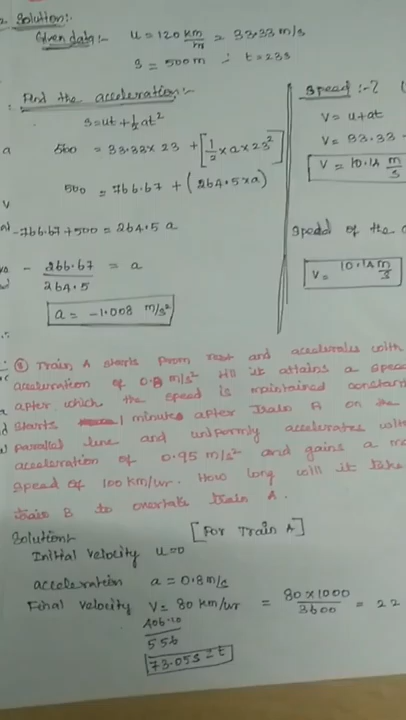 2. Solution:-
Given data:- u = 120 km/m = 33.33 m/s
s = 500m ∴ t = 23s
Find the acceleration:-
s = ut + 1/2 at²
500 = 33.33 x 23 + [1/2 x a x 23²]
500 = 766.67 + (264.5 x a)
-766.67 + 500 = 264.5 a
- 266.67 / 264.5 = a
a = -1.008 m/s²
Speed :- ?
V = u + at
V = 33.33
V = 10.14 m/s
Speed of the
V = 10.14 m/s
⑥ Train A starts from rest and accelerates with
acceleration of 0.8 m/s² till it attains a speed
after which the speed is maintained constant
starts 1 minute after Train A on the
parallel line and uniformly accelerates with
acceleration of 0.95 m/s² and gains a
speed of 100 km/hr. How long will it take
train B to overtake train A.
Solution:- [For Train A]
Initial velocity u=0
acceleration a = 0.8 m/s
Final velocity V = 80 km/hr = 80 x 1000 / 3600 = 22
406.10
556
73.05s = t